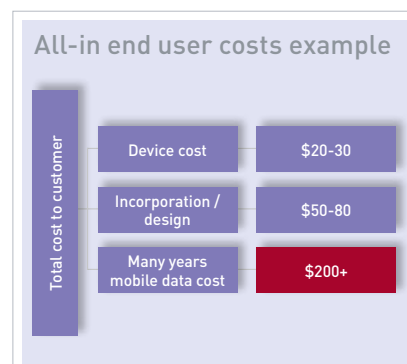 All-in end user costs example
Total cost to customer
Device cost
$20-30
Incorporation /
design
$50-80
Many years
mobile data cost
$200+